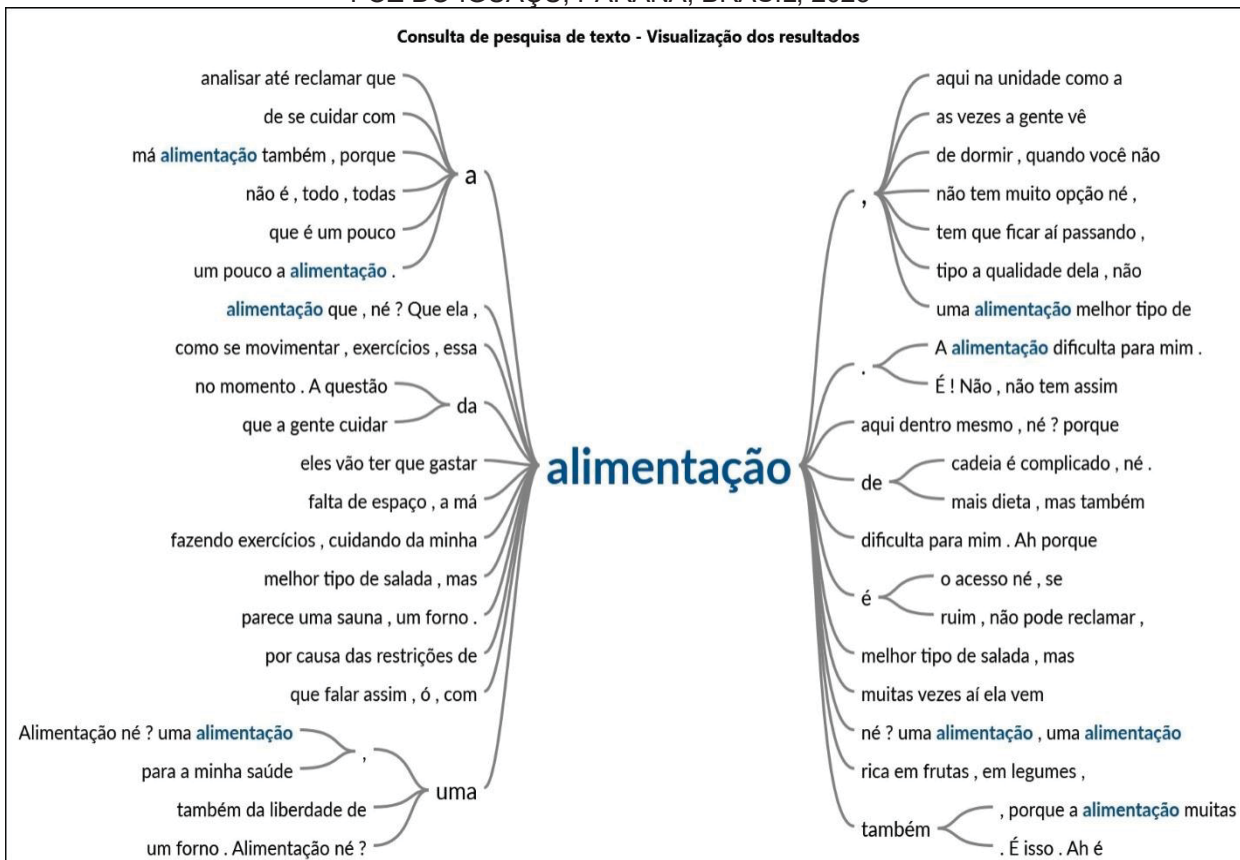 FOZ DO IGUAÇU, PARANÁ, BRASIL, 2023
Consulta de pesquisa de texto - Visualização dos resultados
analisar até reclamar que
de se cuidar com
má alimentação também , porque
não é , todo , todas
que é um pouco
um pouco a alimentação .
a
alimentação que , né ? Que ela ,
como se movimentar , exercícios , essa
no momento . A questão
que a gente cuidar
da
eles vão ter que gastar
falta de espaço , a má
fazendo exercícios , cuidando da minha
melhor tipo de salada , mas
parece uma sauna , um forno .
por causa das restrições de
que falar assim , ó , com
Alimentação né ? uma alimentação
para a minha saúde
,
também da liberdade de
um forno . Alimentação né ?
uma
alimentação
,
aqui na unidade como a
as vezes a gente vê
de dormir , quando você não
não tem muito opção né ,
tem que ficar aí passando ,
tipo a qualidade dela , não
uma alimentação melhor tipo de
.
A alimentação dificulta para mim .
É ! Não , não tem assim
aqui dentro mesmo , né ? porque
de
cadeia é complicado , né .
mais dieta , mas também
dificulta para mim . Ah porque
é
o acesso né , se
ruim , não pode reclamar ,
melhor tipo de salada , mas
muitas vezes aí ela vem
né ? uma alimentação , uma alimentação
rica em frutas , em legumes ,
também
, porque a alimentação muitas
. É isso . Ah é